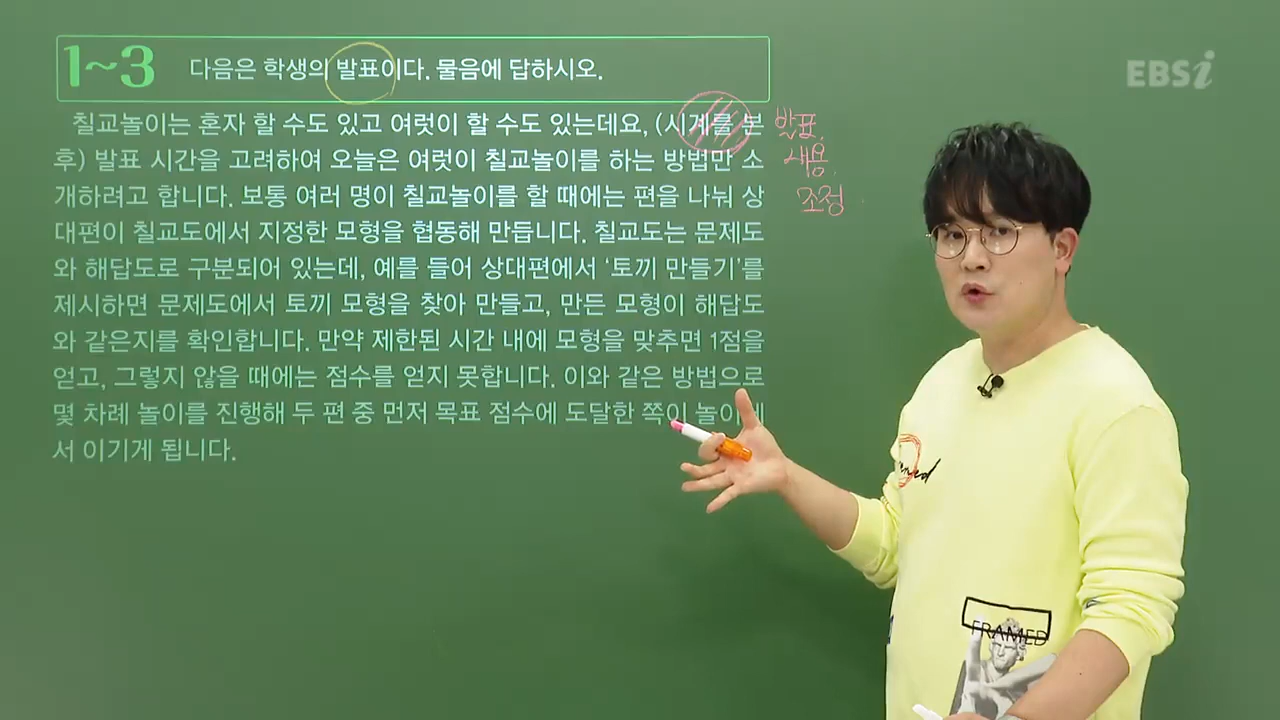 1~3 다음은 학생의 발표이다. 물음에 답하시오.
EBSi
칠교놀이는 혼자 할 수도 있고 여럿이 할 수도 있는데요, (시계를 본
후) 발표 시간을 고려하여 오늘은 여럿이 칠교놀이를 하는 방법만 소
개하려고 합니다. 보통 여러 명이 칠교놀이를 할 때에는 편을 나눠 상
대편이 칠교도에서 지정한 모형을 협동해 만듭니다. 칠교도는 문제도
와 해답도로 구분되어 있는데, 예를 들어 상대편에서 ‘토끼 만들기’를
제시하면 문제도에서 토끼 모형을 찾아 만들고, 만든 모형이 해답도
와 같은지를 확인합니다. 만약 제한된 시간 내에 모형을 맞추면 1점을
얻고, 그렇지 않을 때에는 점수를 얻지 못합니다. 이와 같은 방법으로
몇 차례 놀이를 진행해 두 편 중 먼저 목표 점수에 도달한 쪽이 놀이에
서 이기게 됩니다.
발표
내용
조정
FRAMED